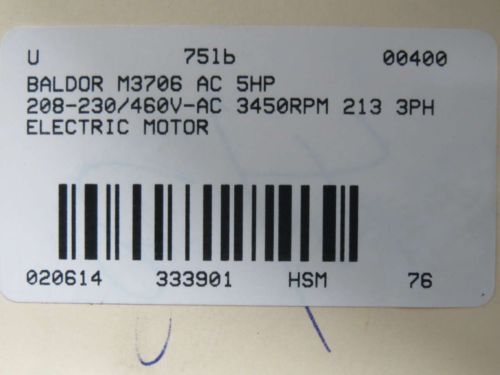 U 751b 00400
BALDOR M3706 AC 5HP
208-230/460V-AC 3450RPM 213 3PH
ELECTRIC MOTOR
020614 333901 HSM 76